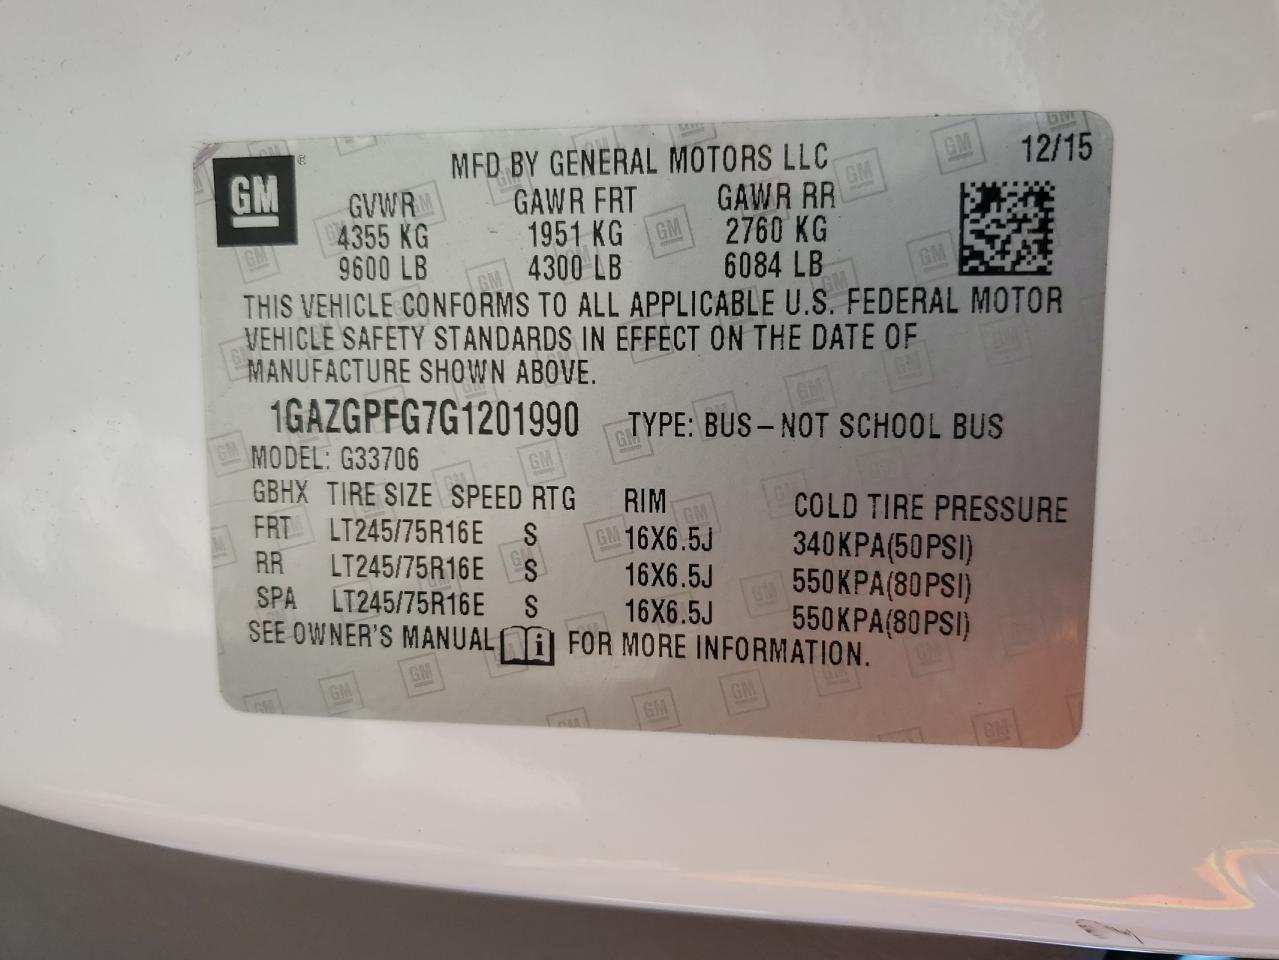 GM®
MFD BY GENERAL MOTORS LLC 12/15
GVWR GAWR FRT GAWR RR
4355 KG 1951 KG 2760 KG
9600 LB 4300 LB 6084 LB
THIS VEHICLE CONFORMS TO ALL APPLICABLE U.S. FEDERAL MOTOR
VEHICLE SAFETY STANDARDS IN EFFECT ON THE DATE OF
MANUFACTURE SHOWN ABOVE.
1GAZGPFG7G1201990 TYPE: BUS-NOT SCHOOL BUS
MODEL: G33706
GBHX TIRE SIZE SPEED RTG RIM COLD TIRE PRESSURE
FRT LT245/75R16E S 16X6.5J 340KPA(50PSI)
RR LT245/75R16E S 16X6.5J 550KPA(80PSI)
SPA LT245/75R16E S 16X6.5J 550KPA(80PSI)
SEE OWNER'S MANUAL i FOR MORE INFORMATION.